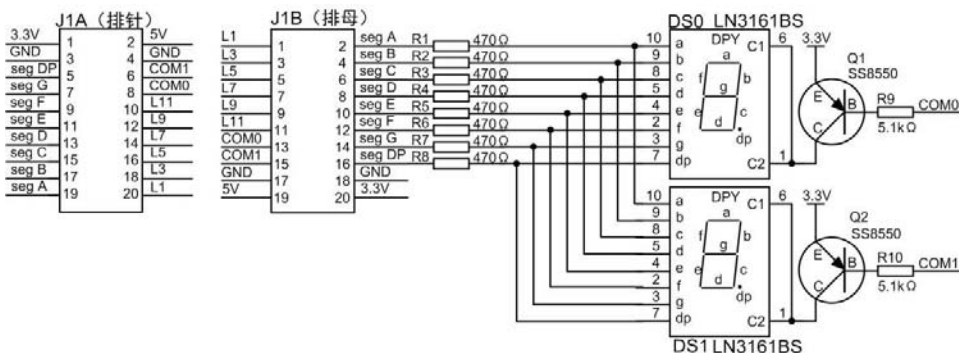 J1A（排针）
3.3V 1 2 5V
GND 3 4 GND
seg DP 5 6 COM1
seg G 7 8 COM0
seg F 9 10 L11
seg E 11 12 L9
seg D 13 14 L7
seg C 15 16 L5
seg B 17 18 L3
seg A 19 20 L1
J1B（排母）
L1 1 2 seg A R1 470Ω
L3 3 4 seg B R2 470Ω
L5 5 6 seg C R3 470Ω
L7 7 8 seg D R4 470Ω
L9 9 10 seg E R5 470Ω
L11 11 12 seg F R6 470Ω
COM0 13 14 seg G R7 470Ω
COM1 15 16 seg DP R8 470Ω
GND 17 18 GND
5V 19 20 3.3V
DS0 LN3161BS
DPY
10 a
9 b
8 c
5 d
4 e
2 f
3 g
7 dp
C1 6
C2 1
a
f b
g
e c
d
dp
3.3V
Q1
SS8550
E
B
C
R9
5.1kΩ
COM0
DPY
10 a
9 b
8 c
5 d
4 e
2 f
3 g
7 dp
C1 6
C2 1
a
f b
g
e c
d
dp
DS1 LN3161BS
3.3V
Q2
SS8550
E
B
C
R10
5.1kΩ
COM1